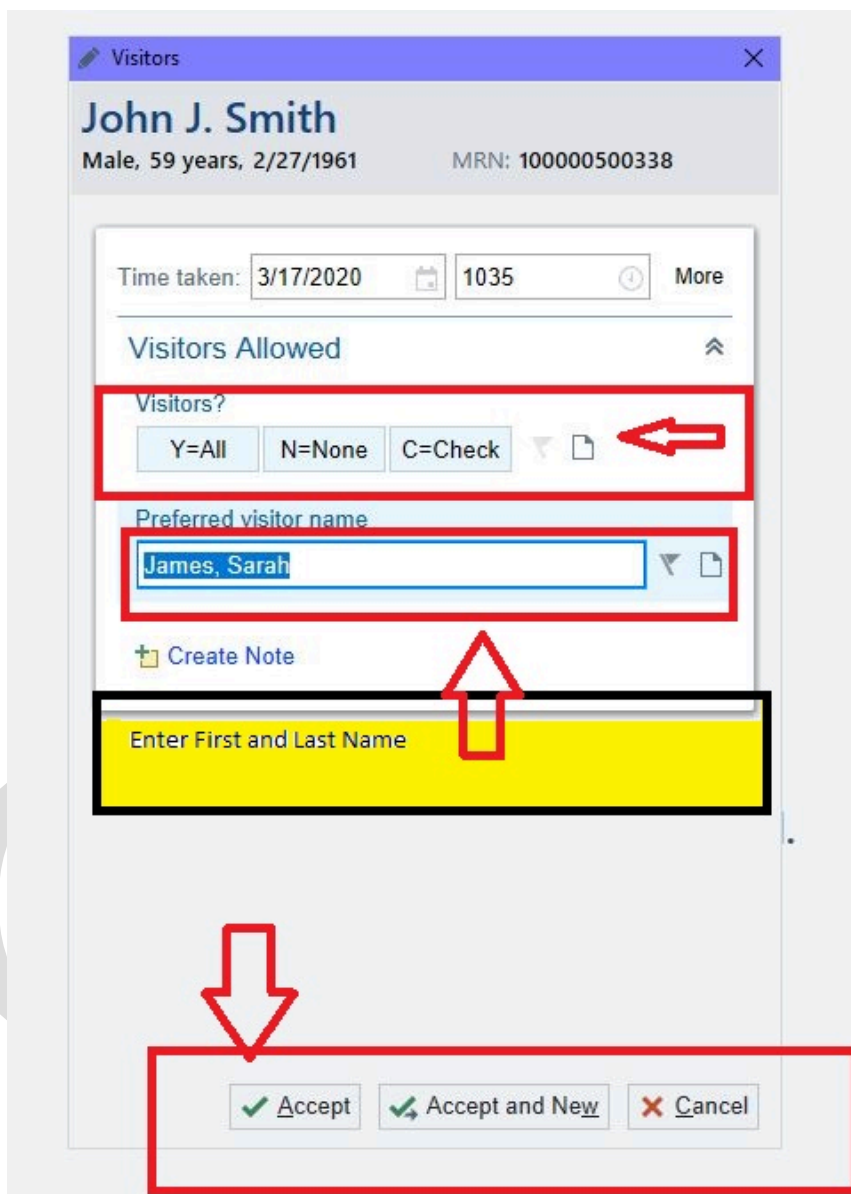 Visitors
John J. Smith
Male, 59 years, 2/27/1961 MRN: 100000500338
Time taken: 3/17/2020 1035 More
Visitors Allowed
Visitors?
Y=All N=None C=Check
Preferred visitor name
James, Sarah
Create Note
Enter First and Last Name
.
Accept Accept and New Cancel